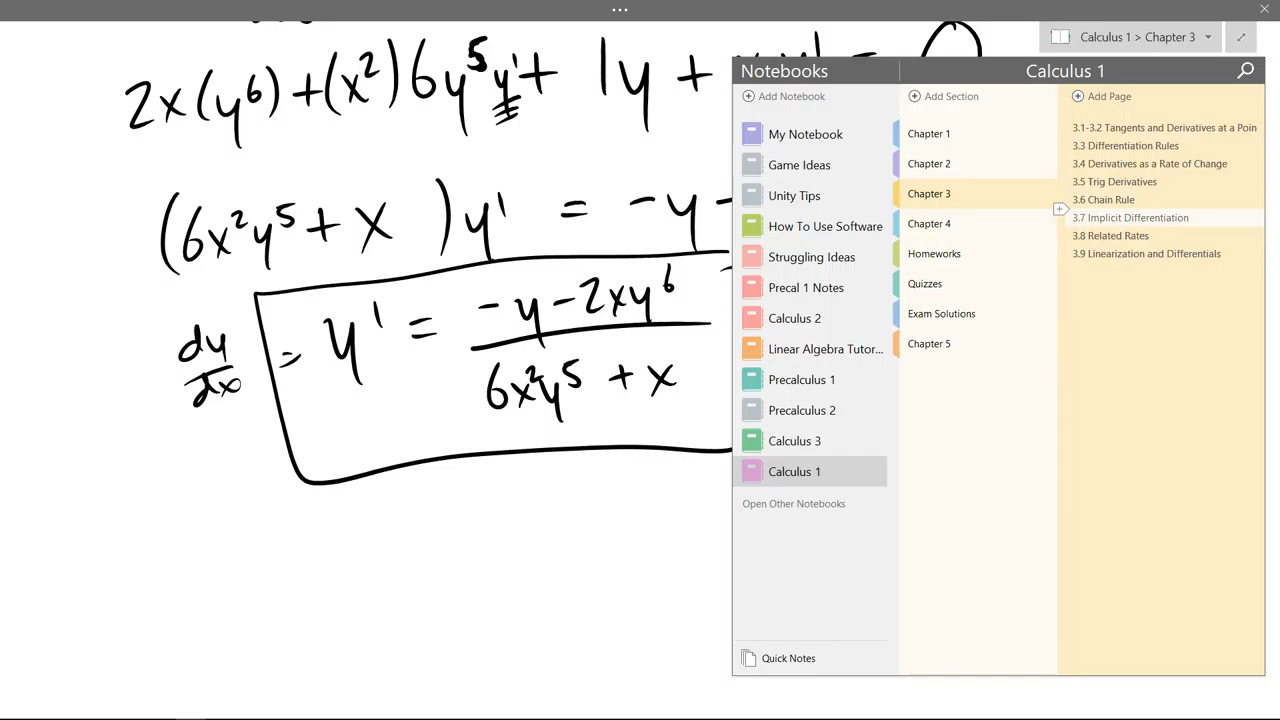 Calculus 1 > Chapter 3
2x(y⁶) + (x²) 6y⁵ y' + 1y +
(6x²y⁵ + x ) y' = -y -
dy/dx = y' = (-y - 2xy⁶)/(6x²y⁵ + x)
Notebooks
Calculus 1
Add Notebook
My Notebook
Game Ideas
Unity Tips
How To Use Software
Struggling Ideas
Precal 1 Notes
Calculus 2
Linear Algebra Tutor...
Precalculus 1
Precalculus 2
Calculus 3
Calculus 1
Open Other Notebooks
Quick Notes
Add Section
Chapter 1
Chapter 2
Chapter 3
Chapter 4
Homeworks
Quizzes
Exam Solutions
Chapter 5
Add Page
3.1-3.2 Tangents and Derivatives at a Poin
3.3 Differentiation Rules
3.4 Derivatives as a Rate of Change
3.5 Trig Derivatives
3.6 Chain Rule
3.7 Implicit Differentiation
3.8 Related Rates
3.9 Linearization and Differentials